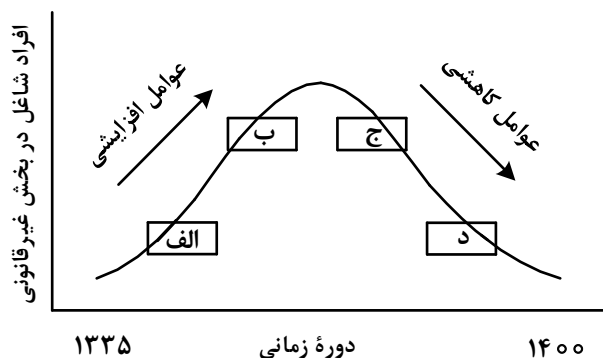 افراد شاغل در بخش غیرقانونی
عوامل افزایشی
عوامل کاهشی
ب
ج
الف
د
۱۳۳۵
دورهٔ زمانی
۱۴۰۰